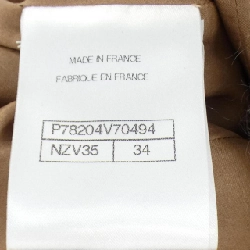 MADE IN FRANCE
FABRIQUE EN FRANCE
P78204V70494
NZV35 34